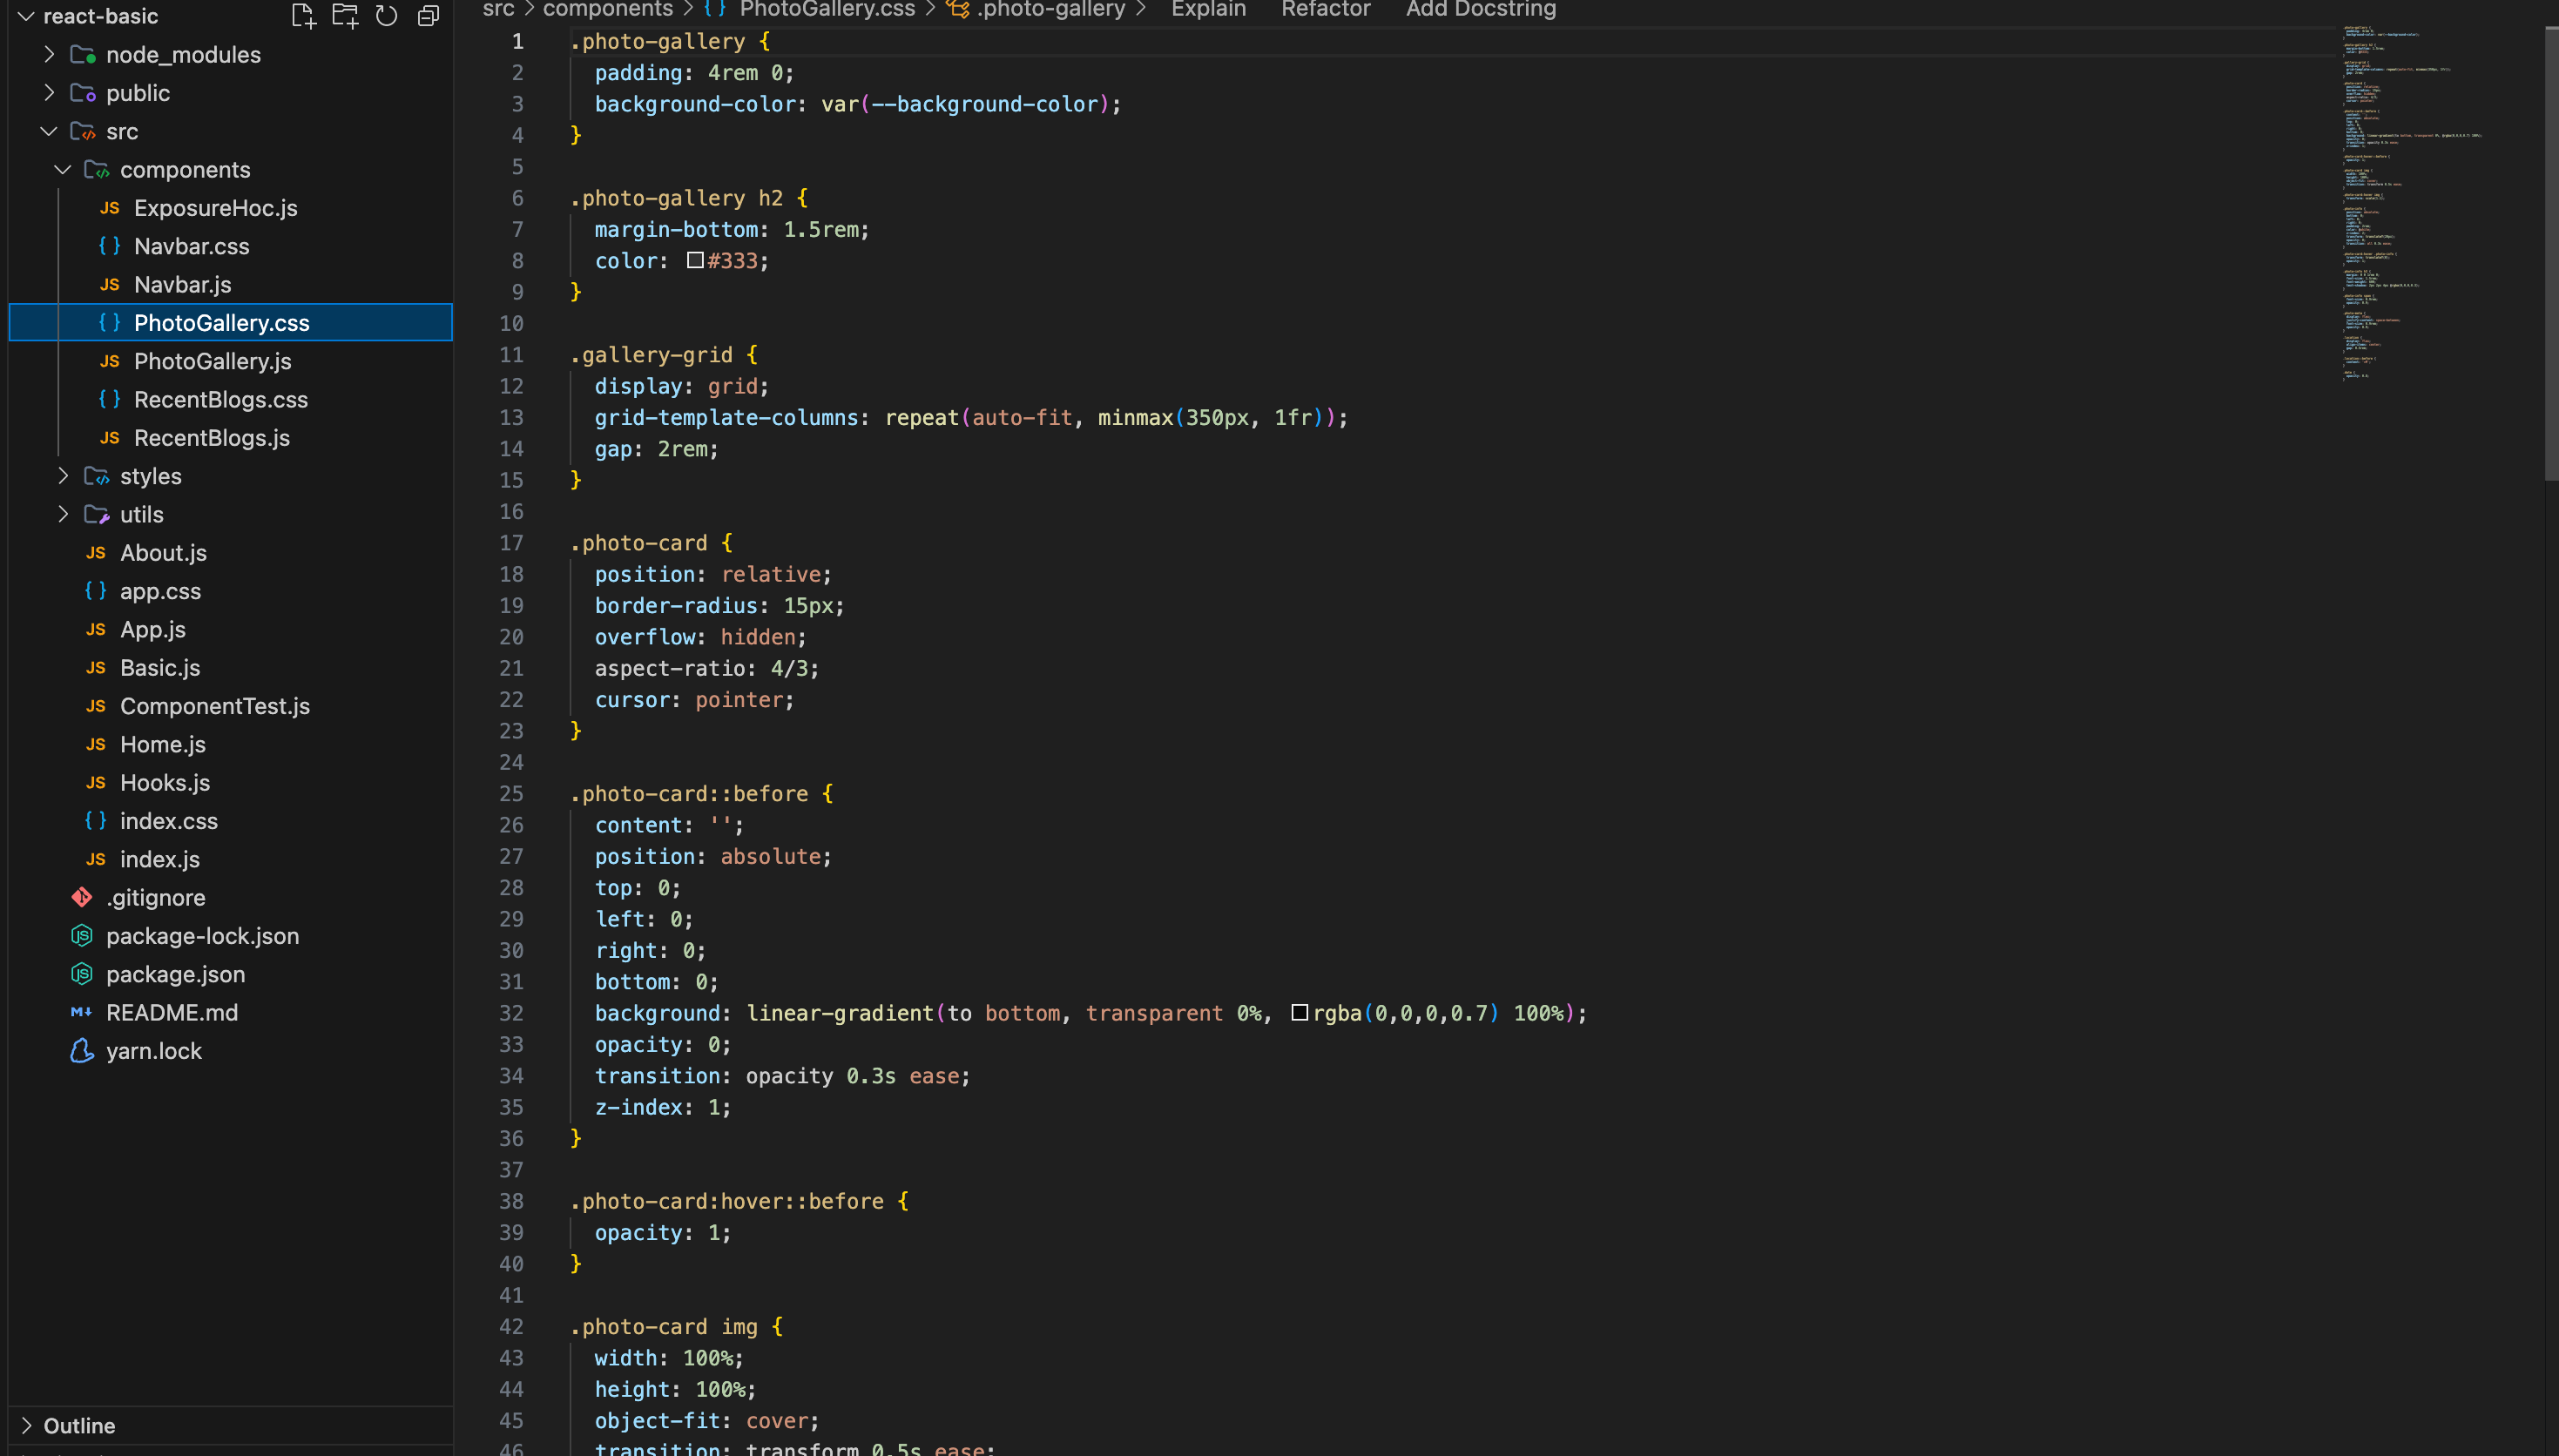 react-basic
node_modules
public
src
components
JS ExposureHoc.js
{ } Navbar.css
JS Navbar.js
{ } PhotoGallery.css
JS PhotoGallery.js
{ } RecentBlogs.css
JS RecentBlogs.js
styles
utils
JS About.js
{ } app.css
JS App.js
JS Basic.js
JS ComponentTest.js
JS Home.js
JS Hooks.js
{ } index.css
JS index.js
.gitignore
package-lock.json
package.json
README.md
yarn.lock
Outline
src > components > { } PhotoGallery.css > .photo-gallery > Explain Refactor Add Docstring
1 .photo-gallery {
2 padding: 4rem 0;
3 background-color: var(--background-color);
4 }
5
6 .photo-gallery h2 {
7 margin-bottom: 1.5rem;
8 color: #333;
9 }
10
11 .gallery-grid {
12 display: grid;
13 grid-template-columns: repeat(auto-fit, minmax(350px, 1fr));
14 gap: 2rem;
15 }
16
17 .photo-card {
18 position: relative;
19 border-radius: 15px;
20 overflow: hidden;
21 aspect-ratio: 4/3;
22 cursor: pointer;
23 }
24
25 .photo-card::before {
26 content: '';
27 position: absolute;
28 top: 0;
29 left: 0;
30 right: 0;
31 bottom: 0;
32 background: linear-gradient(to bottom, transparent 0%, rgba(0,0,0,0.7) 100%);
33 opacity: 0;
34 transition: opacity 0.3s ease;
35 z-index: 1;
36 }
37
38 .photo-card:hover::before {
39 opacity: 1;
40 }
41
42 .photo-card img {
43 width: 100%;
44 height: 100%;
45 object-fit: cover;
46 transition: transform 0.5s ease;